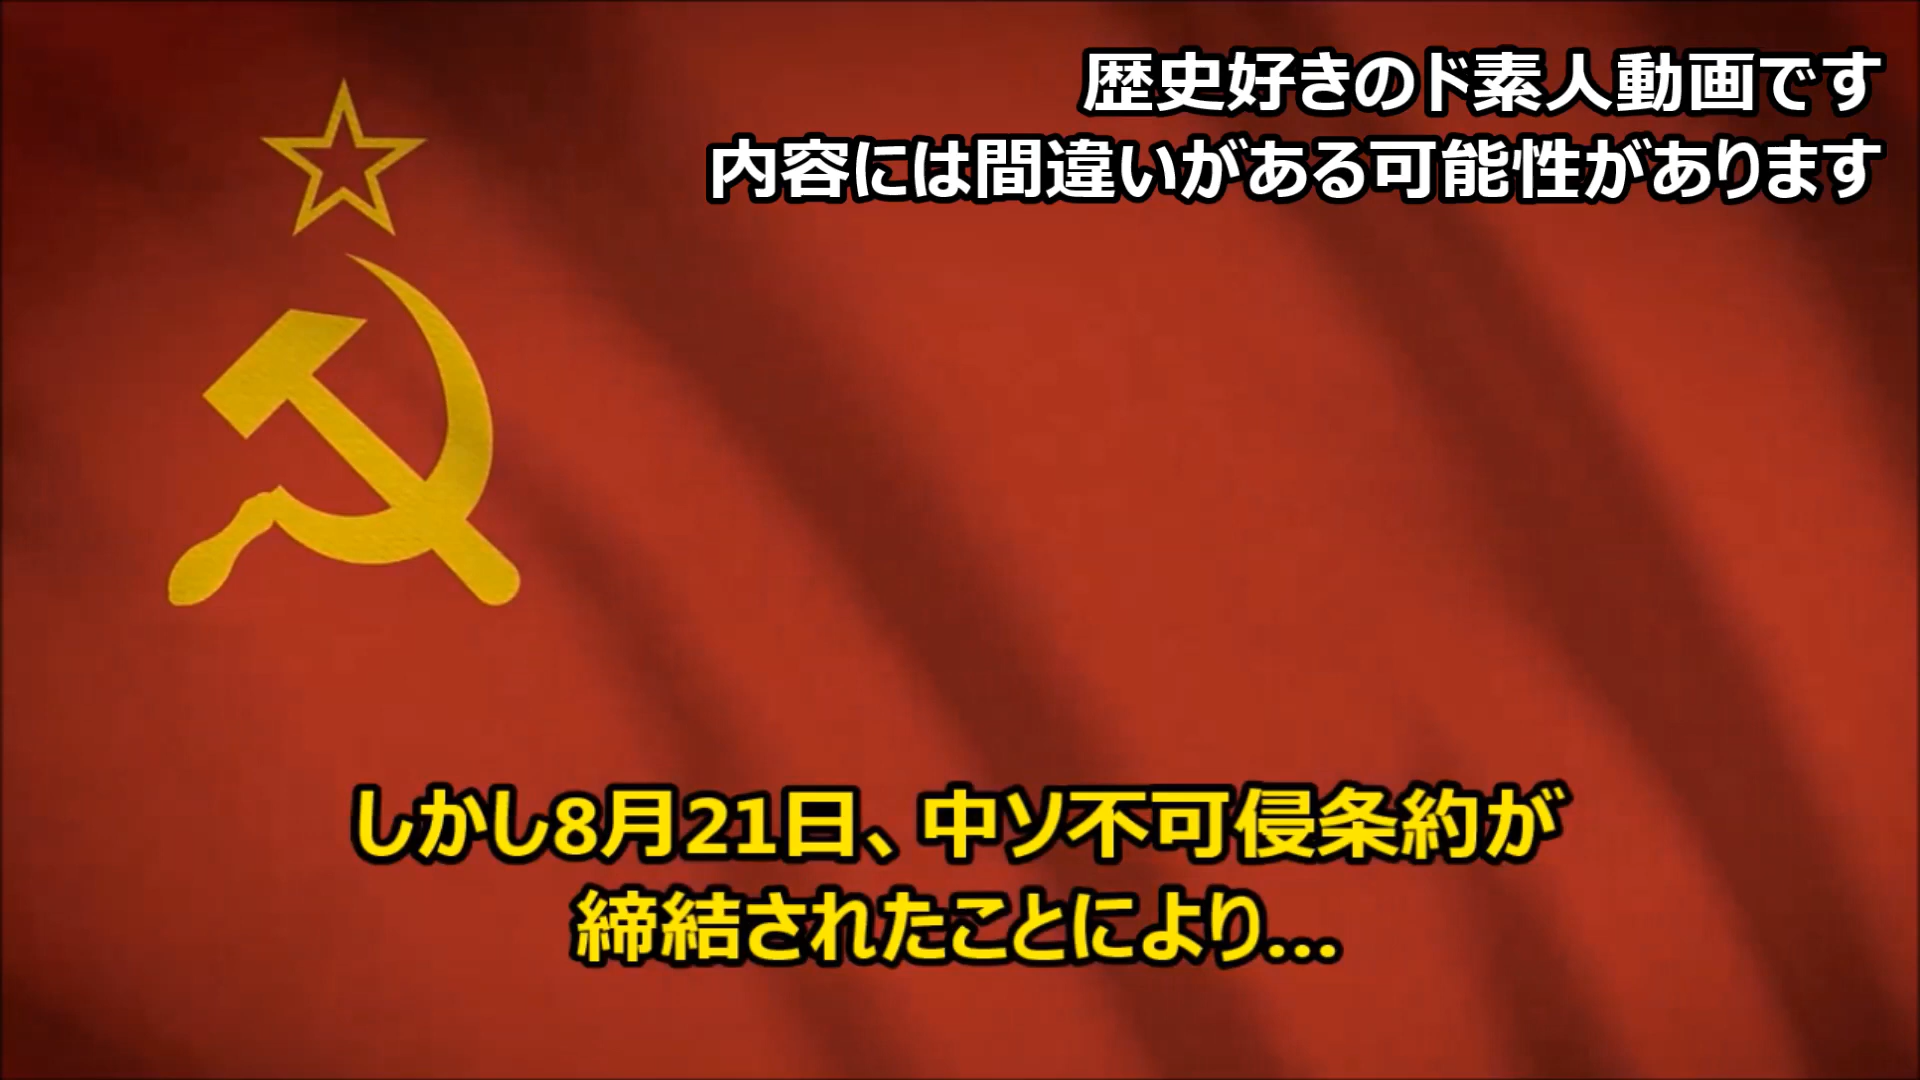 歴史好きのド素人動画です
内容には間違いがある可能性があります
しかし8月21日、中ソ不可侵条約が
締結されたことにより...